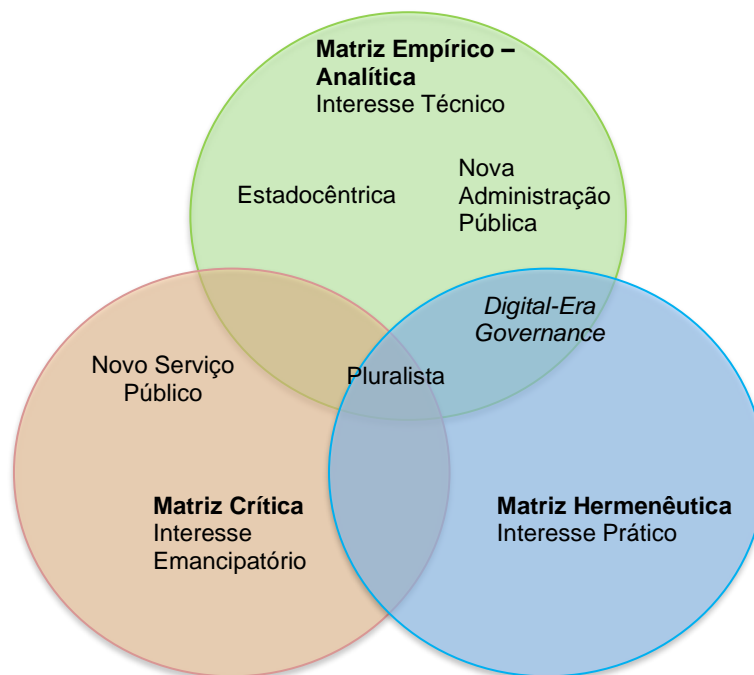 Matriz Empírico –
Analítica
Interesse Técnico
Estadocêntrica
Nova
Administração
Pública
Digital-Era
Governance
Novo Serviço
Público
Pluralista
Matriz Crítica
Interesse
Emancipatório
Matriz Hermenêutica
Interesse Prático